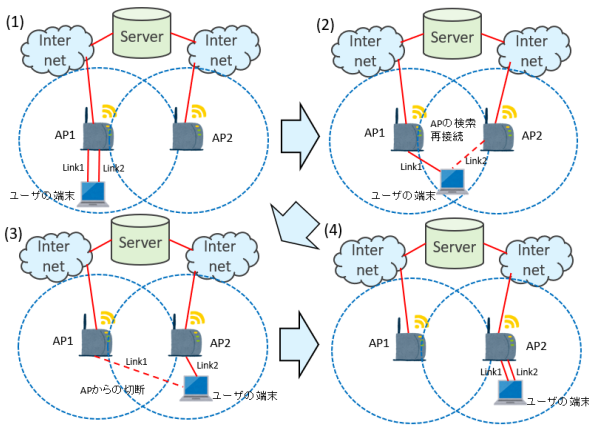 (1)
Inter
net
Server
Inter
net
AP1
AP2
Link1
Link2
ユーザの端末
(2)
Inter
net
Server
Inter
net
AP1
APの検索
再接続
AP2
Link1
Link2
ユーザの端末
(3)
Inter
net
Server
Inter
net
AP1
AP2
Link1
Link2
APからの切断
ユーザの端末
(4)
Inter
net
Server
Inter
net
AP1
AP2
Link1
Link2
ユーザの端末